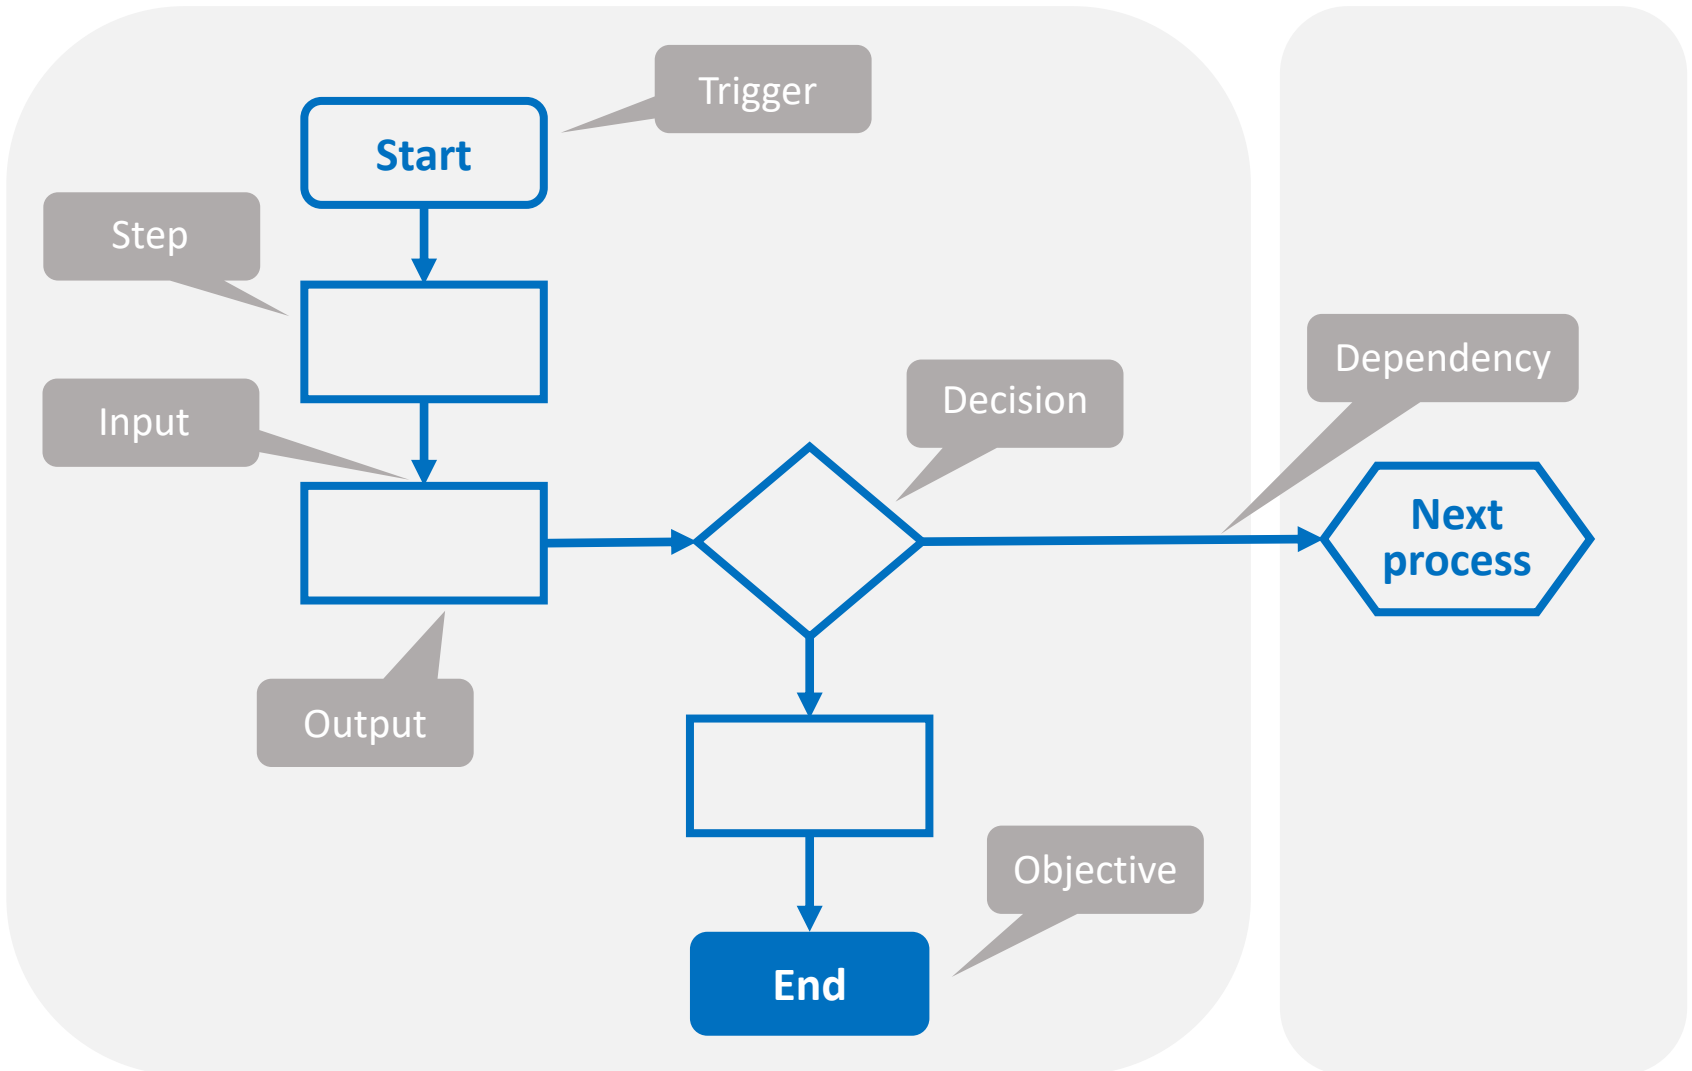 Trigger
Start
Step
Dependency
Decision
Input
Next
process
Output
Objective
End